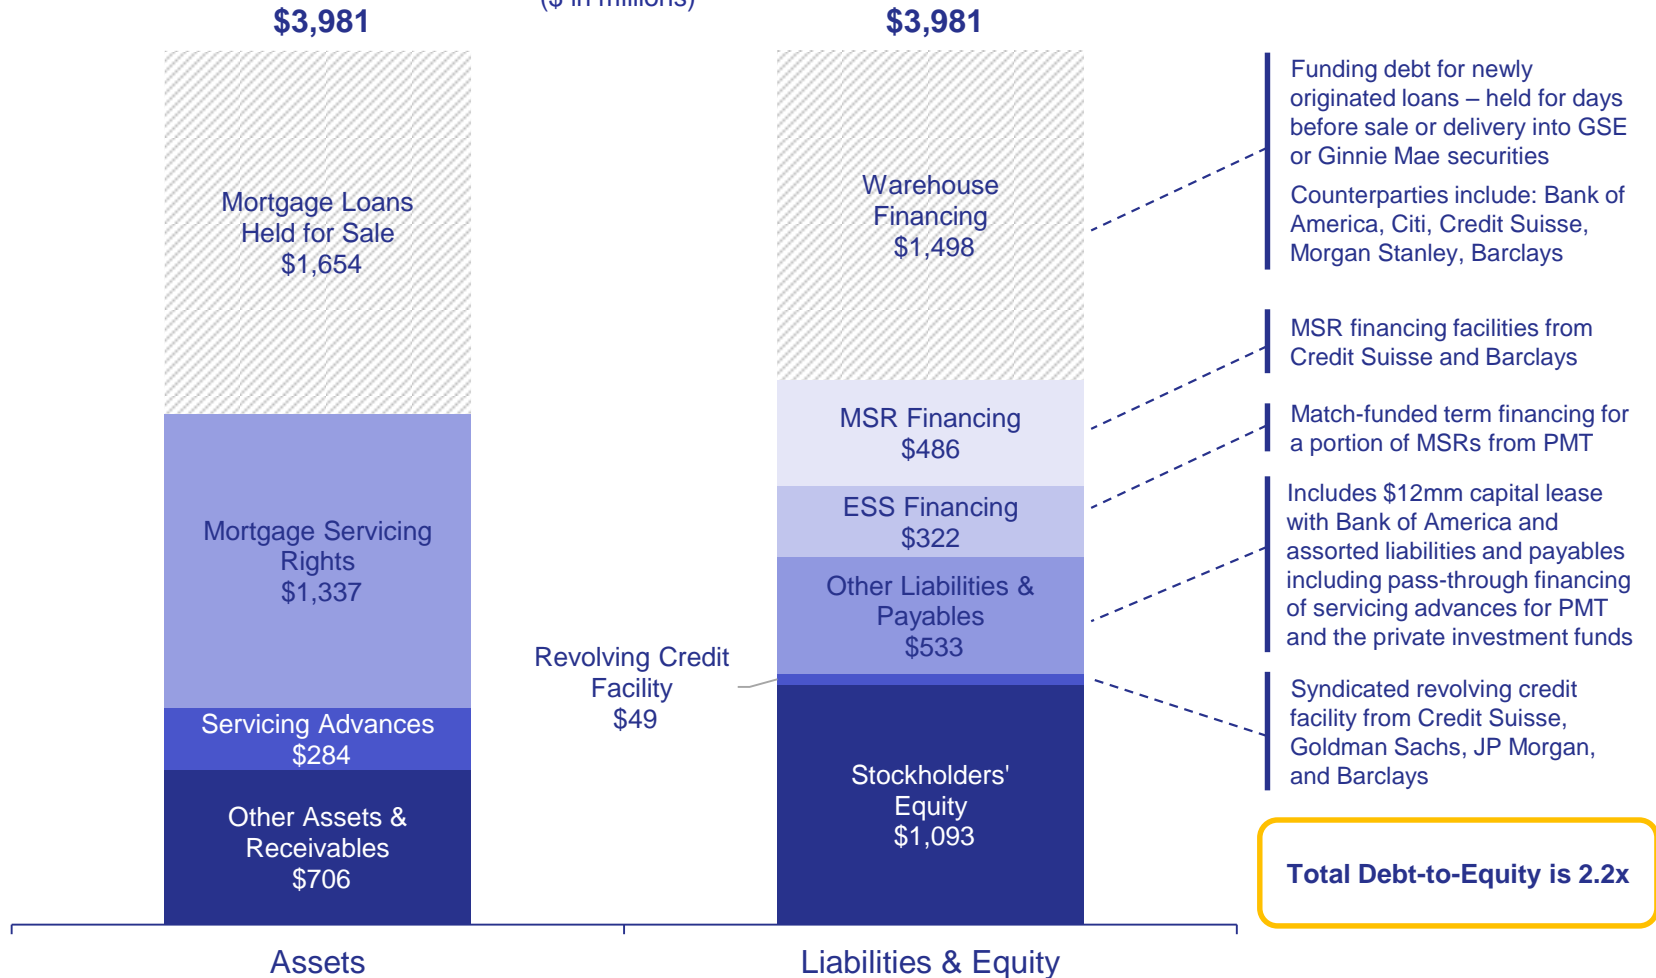 ($ in millions)
$3,981
$3,981
Mortgage Loans
Held for Sale
$1,654
Mortgage Servicing
Rights
$1,337
Servicing Advances
$284
Other Assets &
Receivables
$706
Warehouse
Financing
$1,498
MSR Financing
$486
ESS Financing
$322
Other Liabilities &
Payables
$533
Revolving Credit
Facility
$49
Stockholders'
Equity
$1,093
Funding debt for newly
originated loans – held for days
before sale or delivery into GSE
or Ginnie Mae securities
Counterparties include: Bank of
America, Citi, Credit Suisse,
Morgan Stanley, Barclays
MSR financing facilities from
Credit Suisse and Barclays
Match-funded term financing for
a portion of MSRs from PMT
Includes $12mm capital lease
with Bank of America and
assorted liabilities and payables
including pass-through financing
of servicing advances for PMT
and the private investment funds
Syndicated revolving credit
facility from Credit Suisse,
Goldman Sachs, JP Morgan,
and Barclays
Total Debt-to-Equity is 2.2x
Assets
Liabilities & Equity